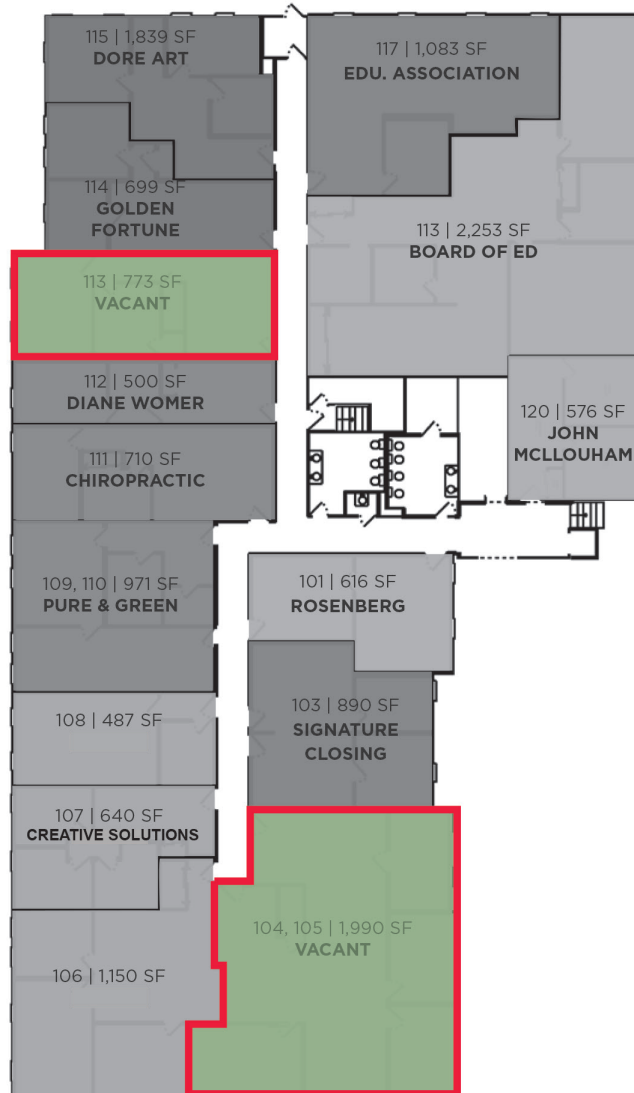 115 | 1,839 SF
DORE ART
117 | 1,083 SF
EDU. ASSOCIATION
114 | 699 SF
GOLDEN
FORTUNE
113 | 2,253 SF
BOARD OF ED
113 | 773 SF
VACANT
112 | 500 SF
DIANE WOMER
120 | 576 SF
JOHN
MCLLOUHAM
111 | 710 SF
CHIROPRACTIC
109, 110 | 971 SF
PURE & GREEN
101 | 616 SF
ROSENBERG
108 | 487 SF
103 | 890 SF
SIGNATURE
CLOSING
107 | 640 SF
CREATIVE SOLUTIONS
104, 105 | 1,990 SF
VACANT
106 | 1,150 SF